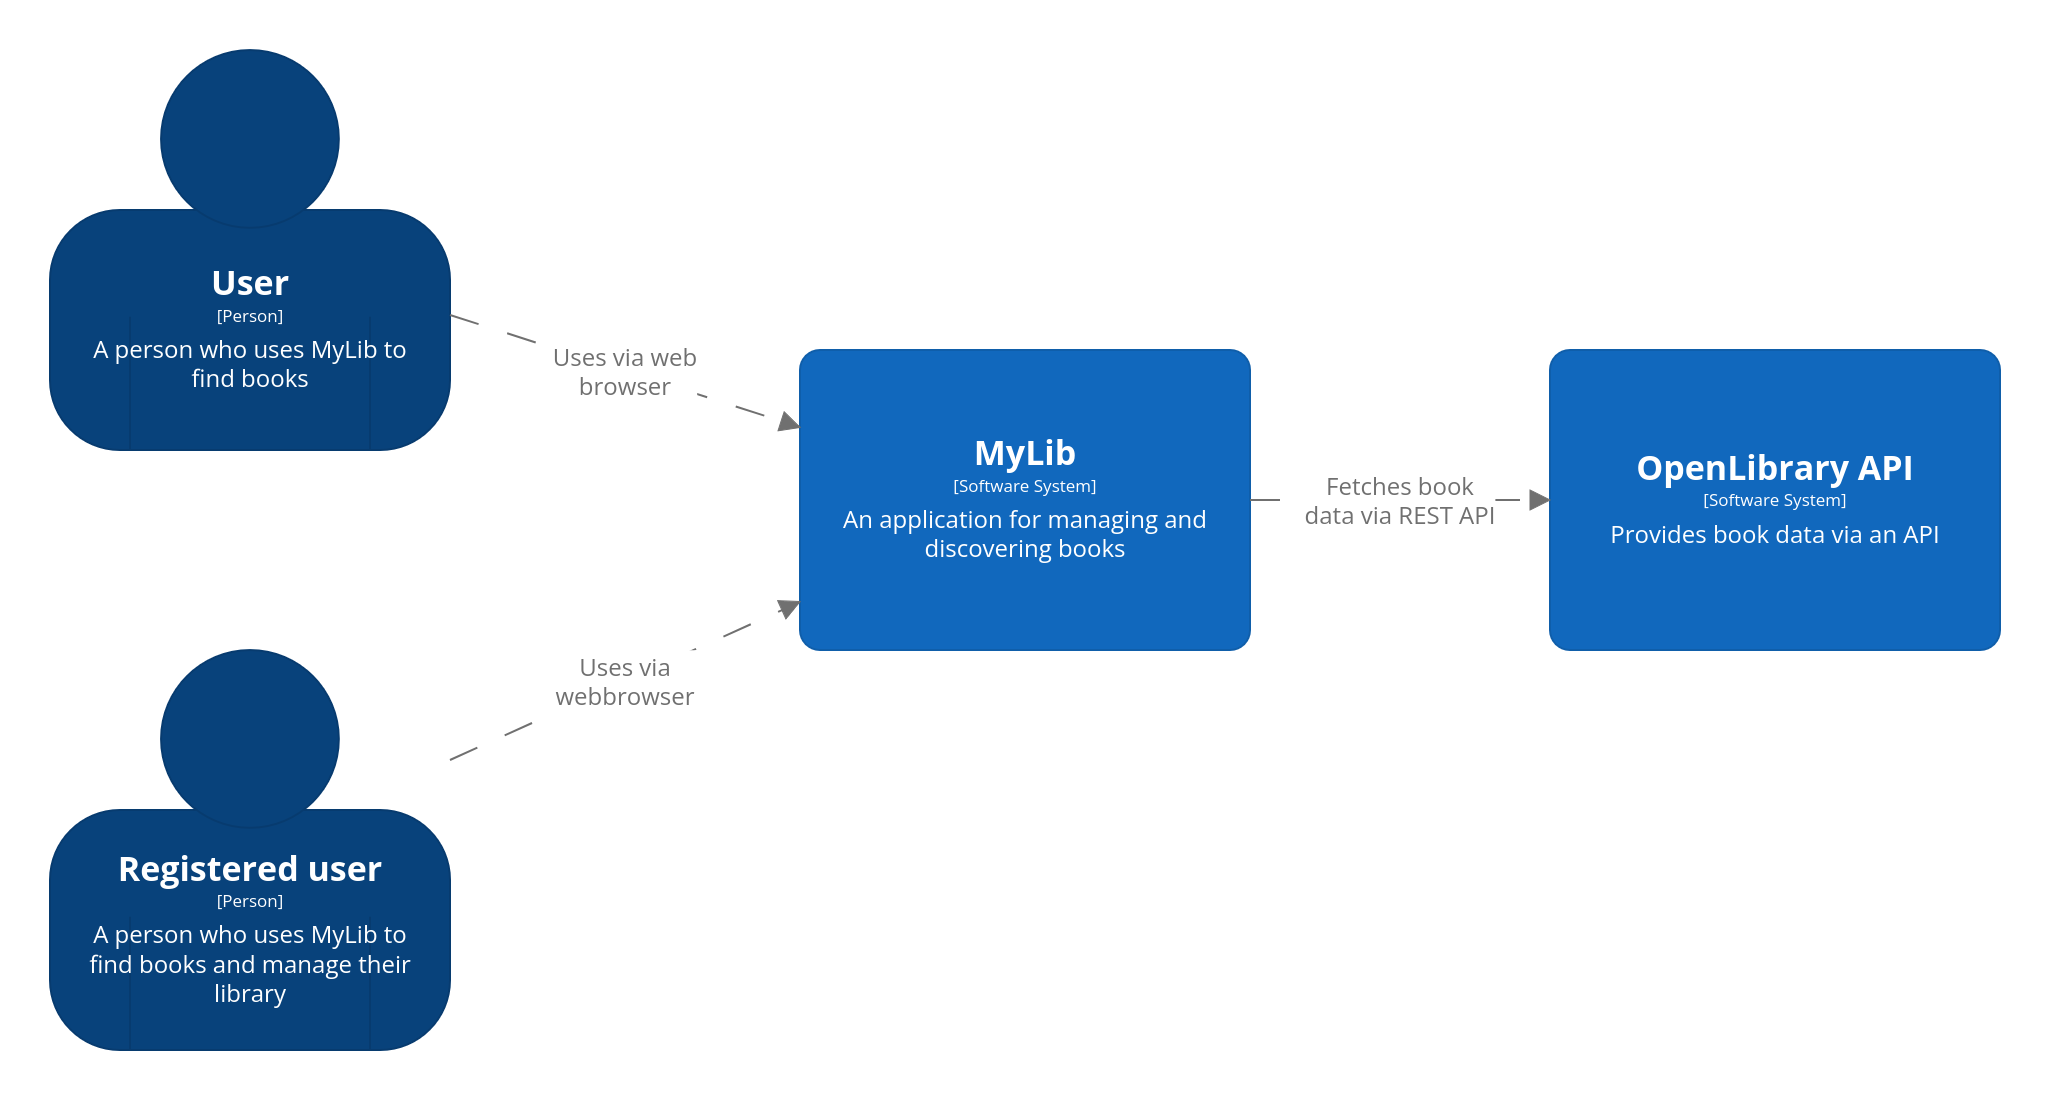 User
[Person]
A person who uses MyLib to
find books
Uses via web
browser
MyLib
[Software System]
An application for managing and
discovering books
Fetches book
data via REST API
OpenLibrary API
[Software System]
Provides book data via an API
Uses via
webbrowser
Registered user
[Person]
A person who uses MyLib to
find books and manage their
library